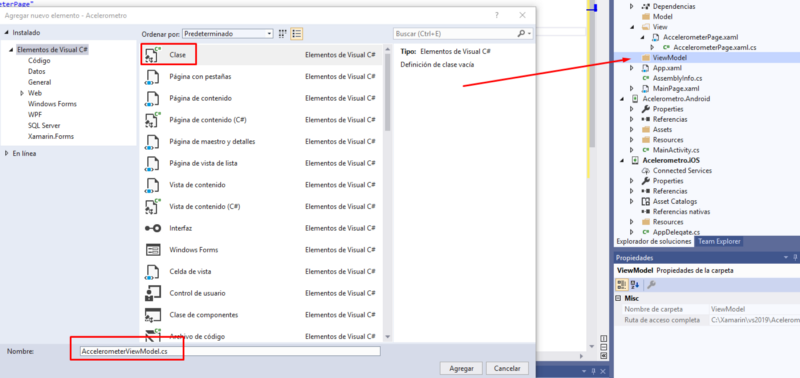 eterPage"
Agregar nuevo elemento - Acelerometro
? ×
Instalado
Elementos de Visual C#
Código
Datos
General
Web
Windows Forms
WPF
SQL Server
Xamarin.Forms
En línea
Ordenar por: Predeterminado
Clase Elementos de Visual C#
Página con pestañas Elementos de Visual C#
Página de contenido Elementos de Visual C#
Página de contenido (C#) Elementos de Visual C#
Página de maestro y detalles Elementos de Visual C#
Página de vista de lista Elementos de Visual C#
Vista de contenido Elementos de Visual C#
Vista de contenido (C#) Elementos de Visual C#
Interfaz Elementos de Visual C#
Windows Forms Elementos de Visual C#
Celda de vista Elementos de Visual C#
Control de usuario Elementos de Visual C#
Clase de componentes Elementos de Visual C#
Archivo de código Elementos de Visual C#
Buscar (Ctrl+E)
Tipo: Elementos de Visual C#
Definición de clase vacía
Nombre: AccelerometerViewModel.cs
Agregar Cancelar
Dependencias
Model
View
AccelerometerPage.xaml
C# AccelerometerPage.xaml.cs
ViewModel
App.xaml
C# AssemblyInfo.cs
MainPage.xaml
Acelerometro.Android
Properties
Referencias
Assets
Resources
C# MainActivity.cs
Acelerometro.iOS
Connected Services
Properties
Referencias
Asset Catalogs
Referencias nativas
Resources
C# AppDelegate.cs
Explorador de soluciones Team Explorer
Propiedades
ViewModel Propiedades de la carpeta
Misc
Nombre de carpeta ViewModel
Ruta de acceso completa C:\Xamarin\vs2019\Acelerom